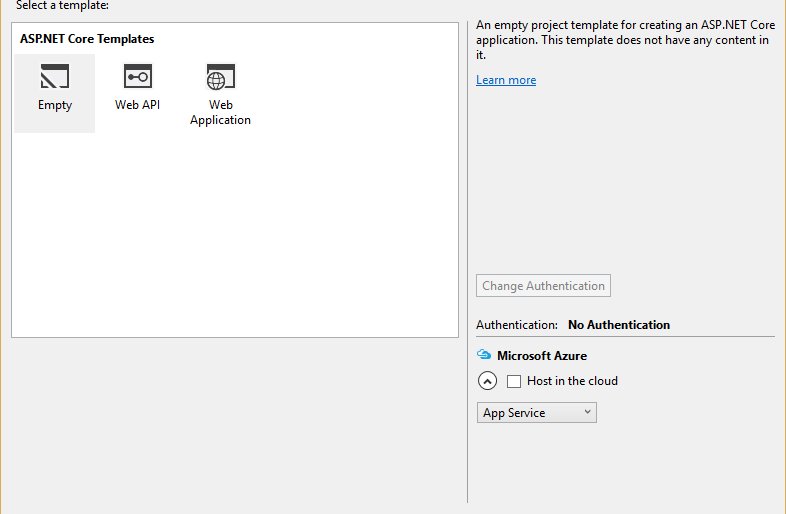 Select a template:
ASP.NET Core Templates
Empty
Web API
Web
Application
An empty project template for creating an ASP.NET Core
application. This template does not have any content in
it.
Learn more
Change Authentication
Authentication: No Authentication
Microsoft Azure
Host in the cloud
App Service